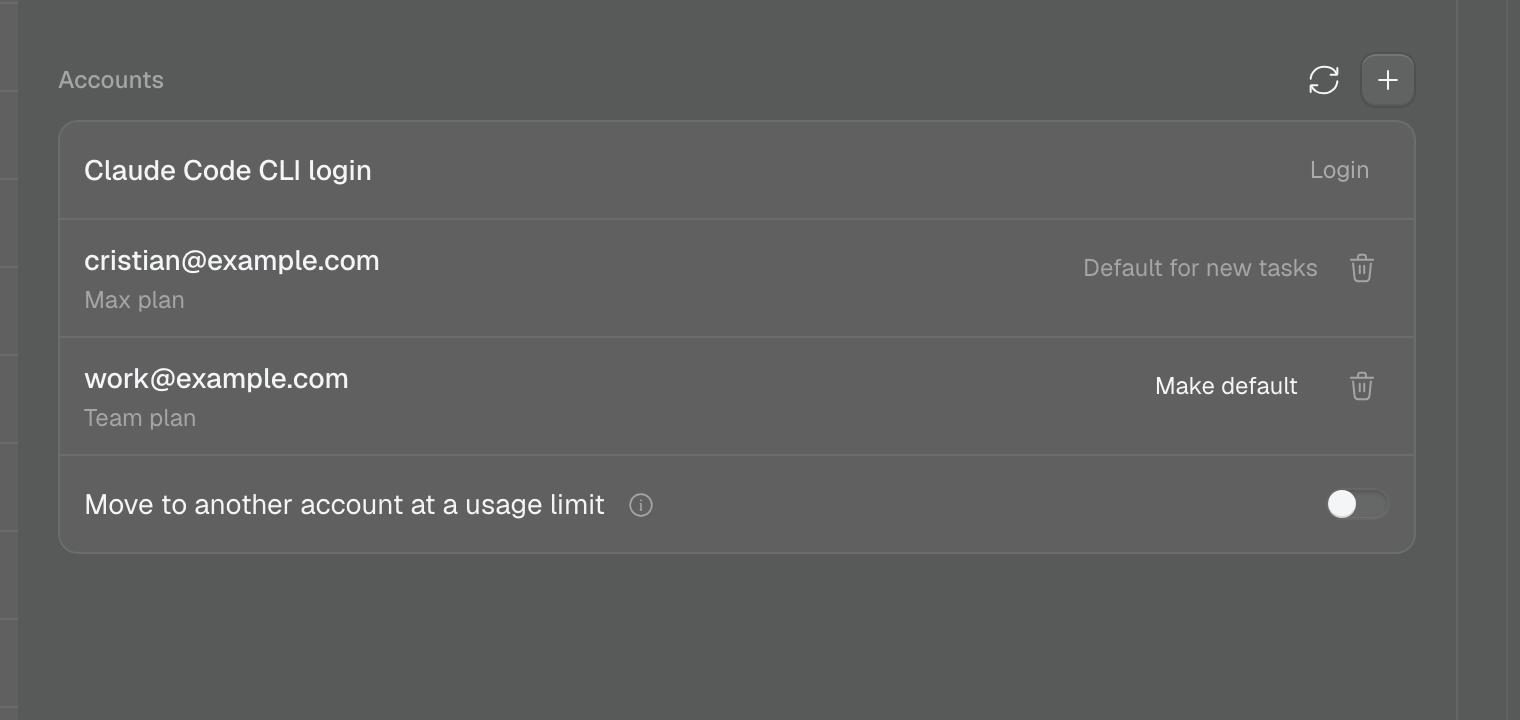 Accounts
Claude Code CLI login
Login
cristian@example.com
Max plan
Default for new tasks
work@example.com
Team plan
Make default
Move to another account at a usage limit